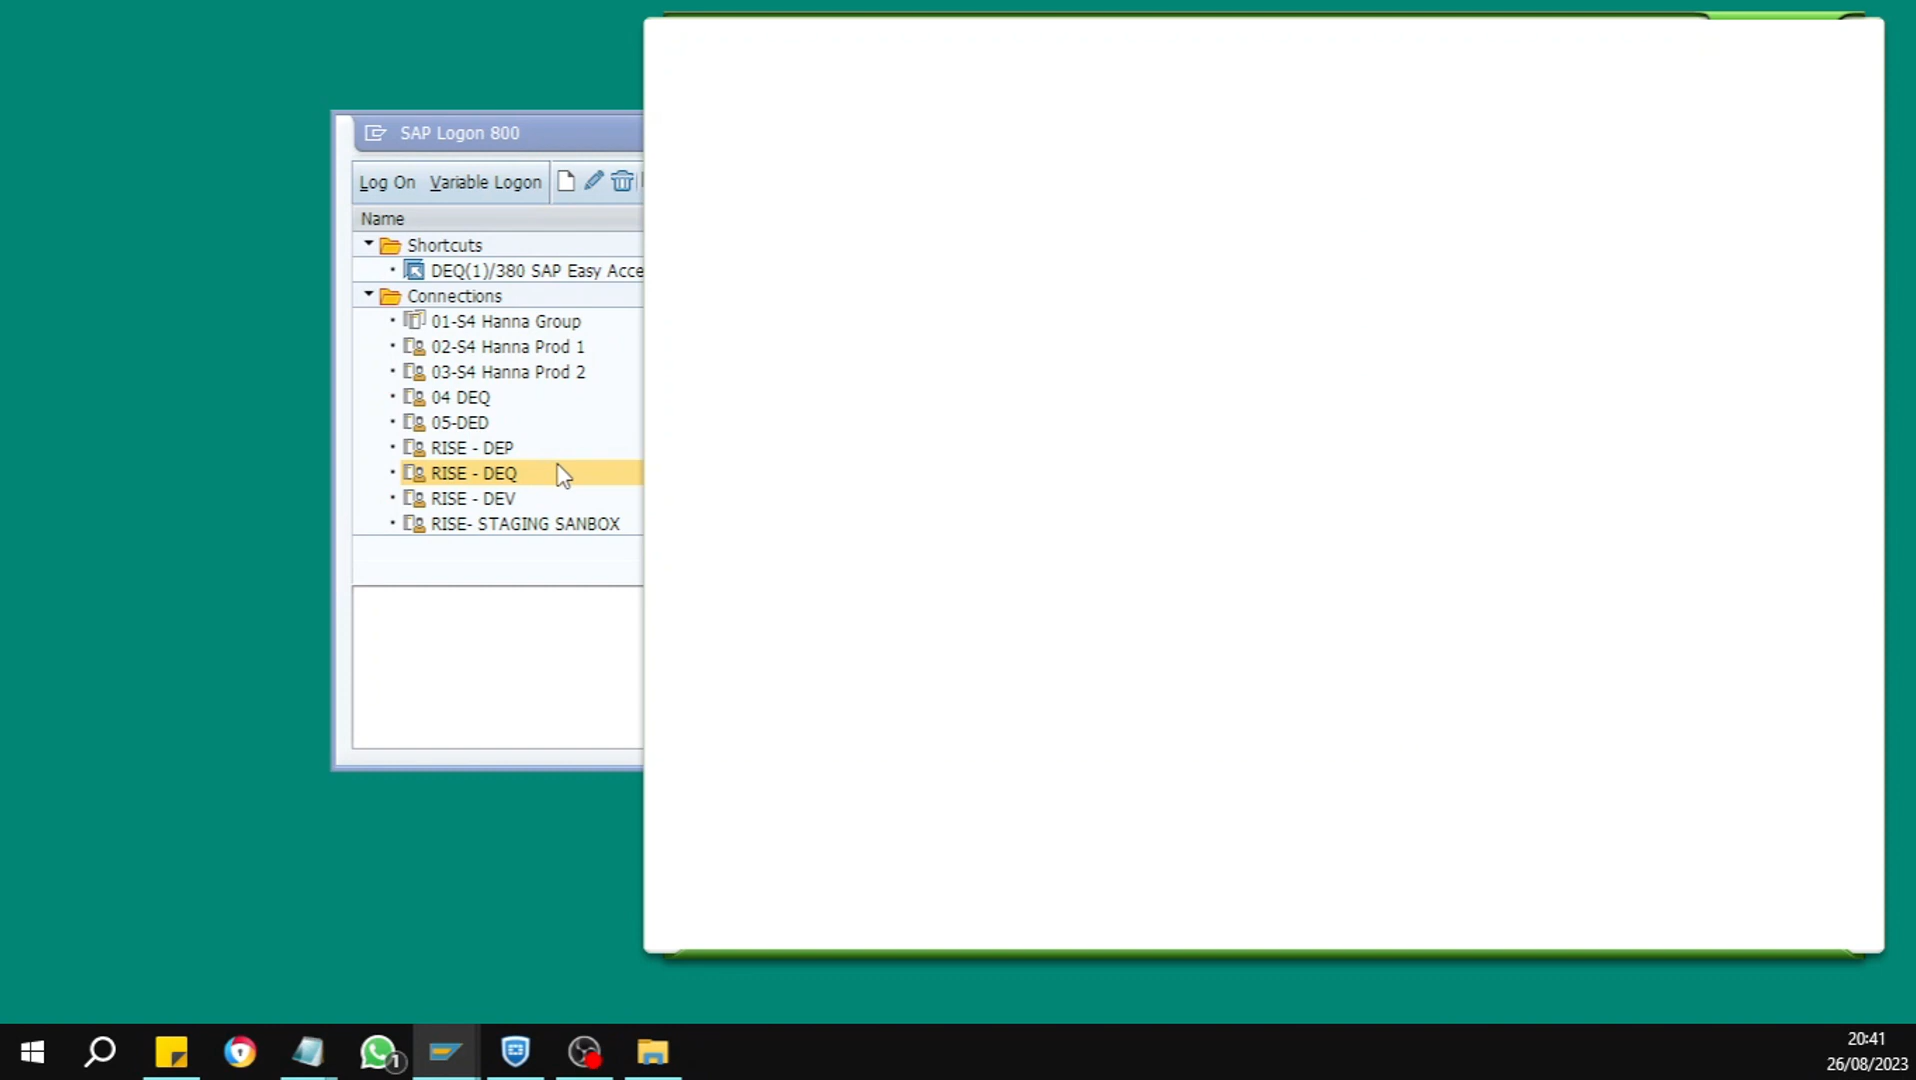 SAP Logon 800
Log On Variable Logon
Name
Shortcuts
DEQ(1)/380 SAP Easy Acce
Connections
01-S4 Hanna Group
02-S4 Hanna Prod 1
03-S4 Hanna Prod 2
04 DEQ
05-DED
RISE - DEP
RISE - DEQ
RISE - DEV
RISE- STAGING SANBOX
1
20:41
26/08/2023